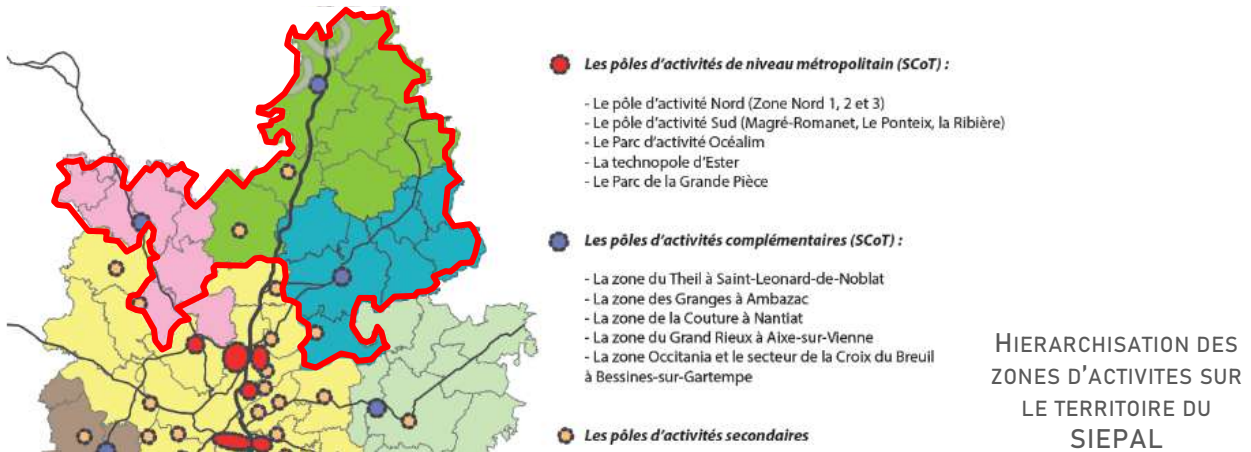 Les pôles d'activités de niveau métropolitain (SCoT) :
- Le pôle d'activité Nord (Zone Nord 1, 2 et 3)
- Le pôle d'activité Sud (Magré-Romanet, Le Ponteix, la Ribière)
- Le Parc d'activité Océalim
- La technopole d'Ester
- Le Parc de la Grande Pièce
Les pôles d'activités complémentaires (SCoT) :
- La zone du Theil à Saint-Leonard-de-Noblat
- La zone des Granges à Ambazac
- La zone de la Couture à Nantiat
- La zone du Grand Rieux à Aixe-sur-Vienne
- La zone Occitania et le secteur de la Croix du Breuil
à Bessines-sur-Gartempe
Les pôles d'activités secondaires
HIERARCHISATION DES
ZONES D'ACTIVITES SUR
LE TERRITOIRE DU
SIEPAL